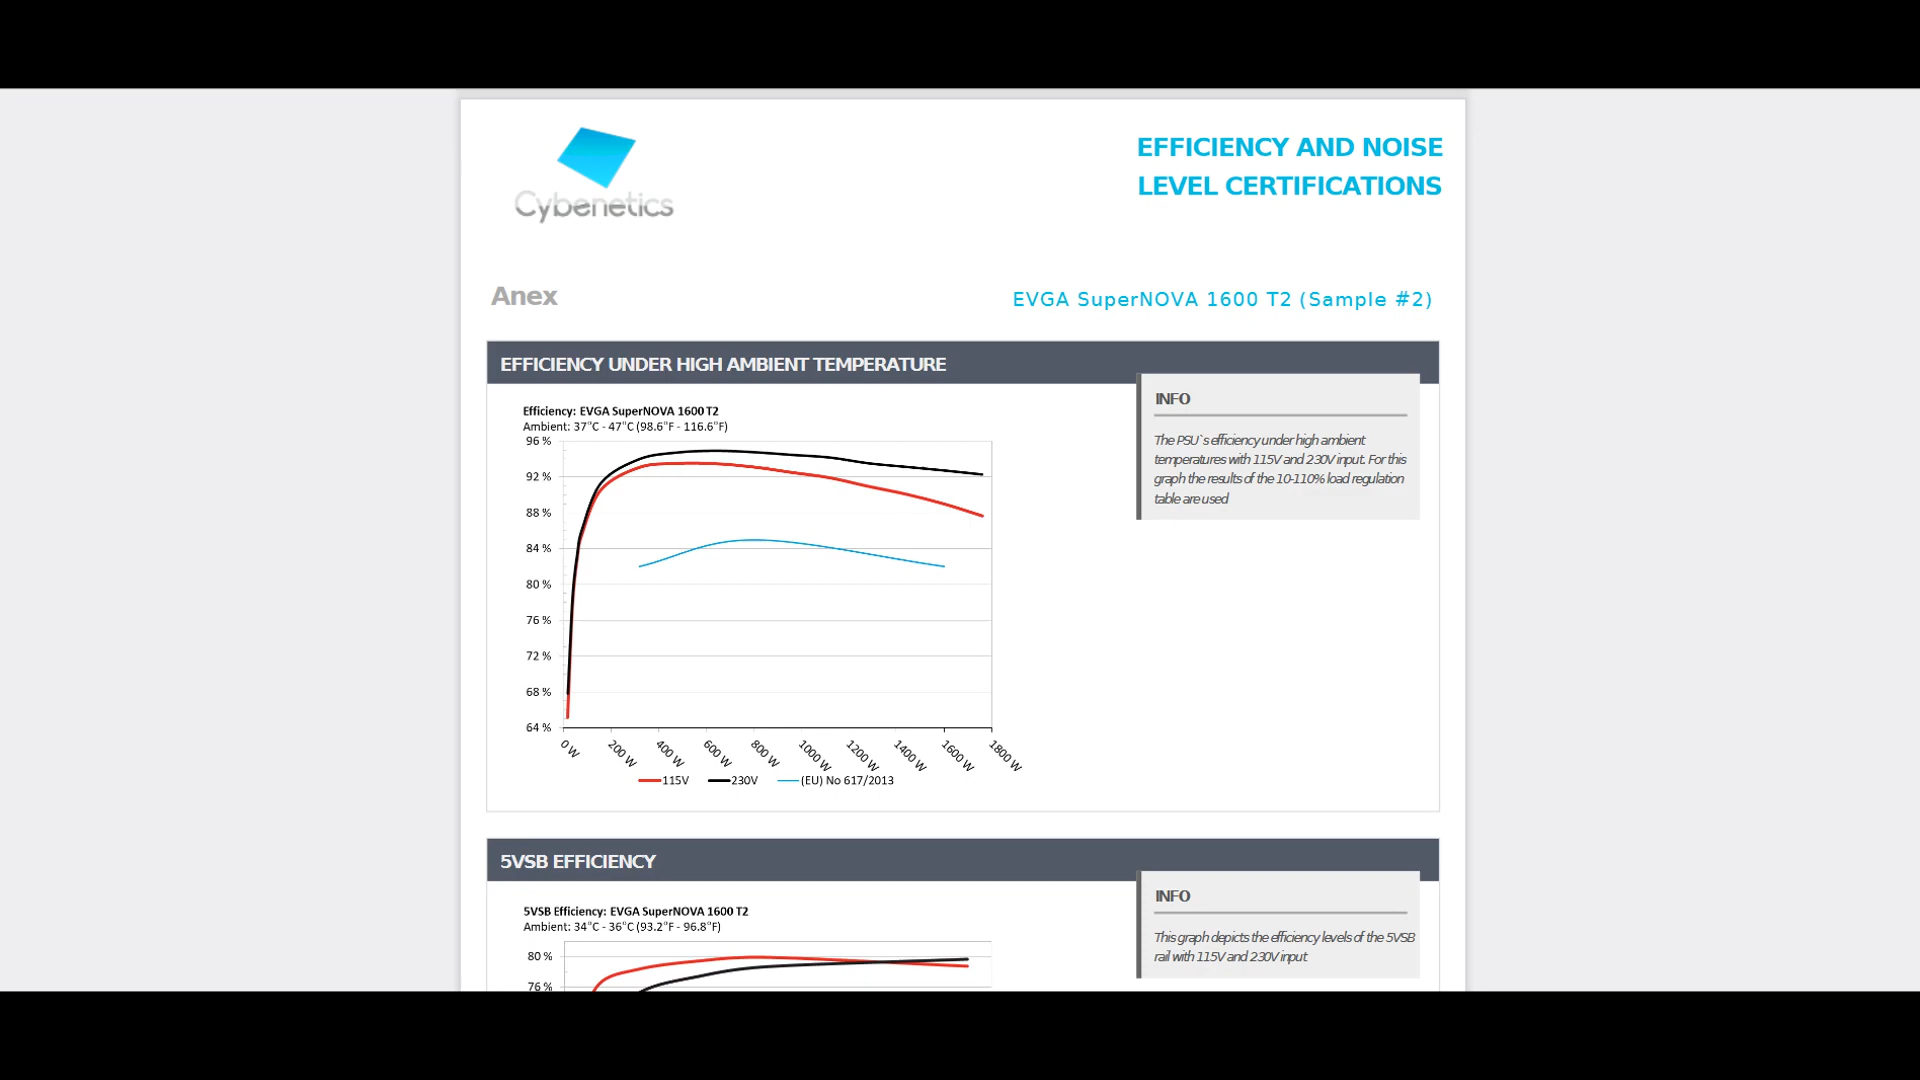 Cybenetics
EFFICIENCY AND NOISE
LEVEL CERTIFICATIONS
Anex
EVGA SuperNOVA 1600 T2 (Sample #2)
EFFICIENCY UNDER HIGH AMBIENT TEMPERATURE
INFO
The PSU`s efficiency under high ambient
temperatures with 115V and 230V input. For this
graph the results of the 10-110% load regulation
table are used
Efficiency: EVGA SuperNOVA 1600 T2
Ambient: 37°C - 47°C (98.6°F - 116.6°F)
96 %
92 %
88 %
84 %
80 %
76 %
72 %
68 %
64 %
0 W
200 W
400 W
600 W
800 W
1000 W
1200 W
1400 W
1600 W
1800 W
115V
230V
(EU) No 617/2013
5VSB EFFICIENCY
INFO
This graph depicts the efficiency levels of the 5VSB
rail with 115V and 230V input
5VSB Efficiency: EVGA SuperNOVA 1600 T2
Ambient: 34°C - 36°C (93.2°F - 96.8°F)
80 %
76 %